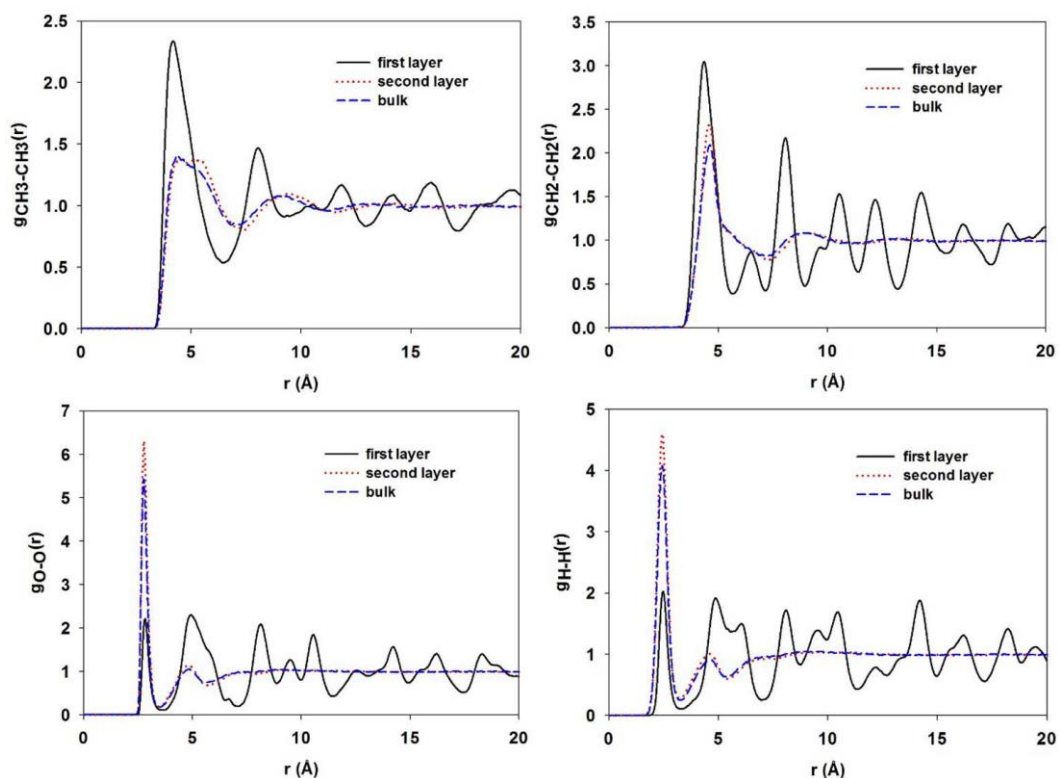 gCH3-CH3(r)
2.5
2.0
1.5
1.0
0.5
0.0
first layer
second layer
bulk
0 5 10 15 20
r (Å)
gCH2-CH2(r)
3.5
3.0
2.5
2.0
1.5
1.0
0.5
0.0
first layer
second layer
bulk
0 5 10 15 20
r (Å)
gO-O(r)
7
6
5
4
3
2
1
0
first layer
second layer
bulk
0 5 10 15 20
r (Å)
gH-H(r)
5
4
3
2
1
0
first layer
second layer
bulk
0 5 10 15 20
r (Å)